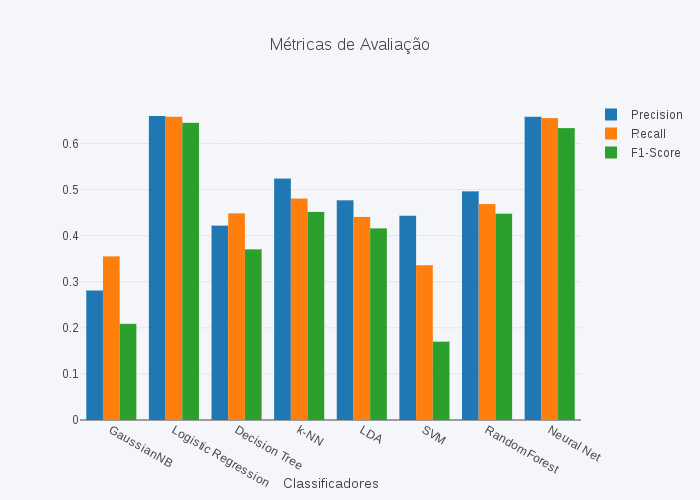 Métricas de Avaliação
Precision
Recall
F1-Score
0.6
0.5
0.4
0.3
0.2
0.1
0
GaussianNB
Logistic Regression
Decision Tree
k-NN
LDA
SVM
RandomForest
Neural Net
Classificadores